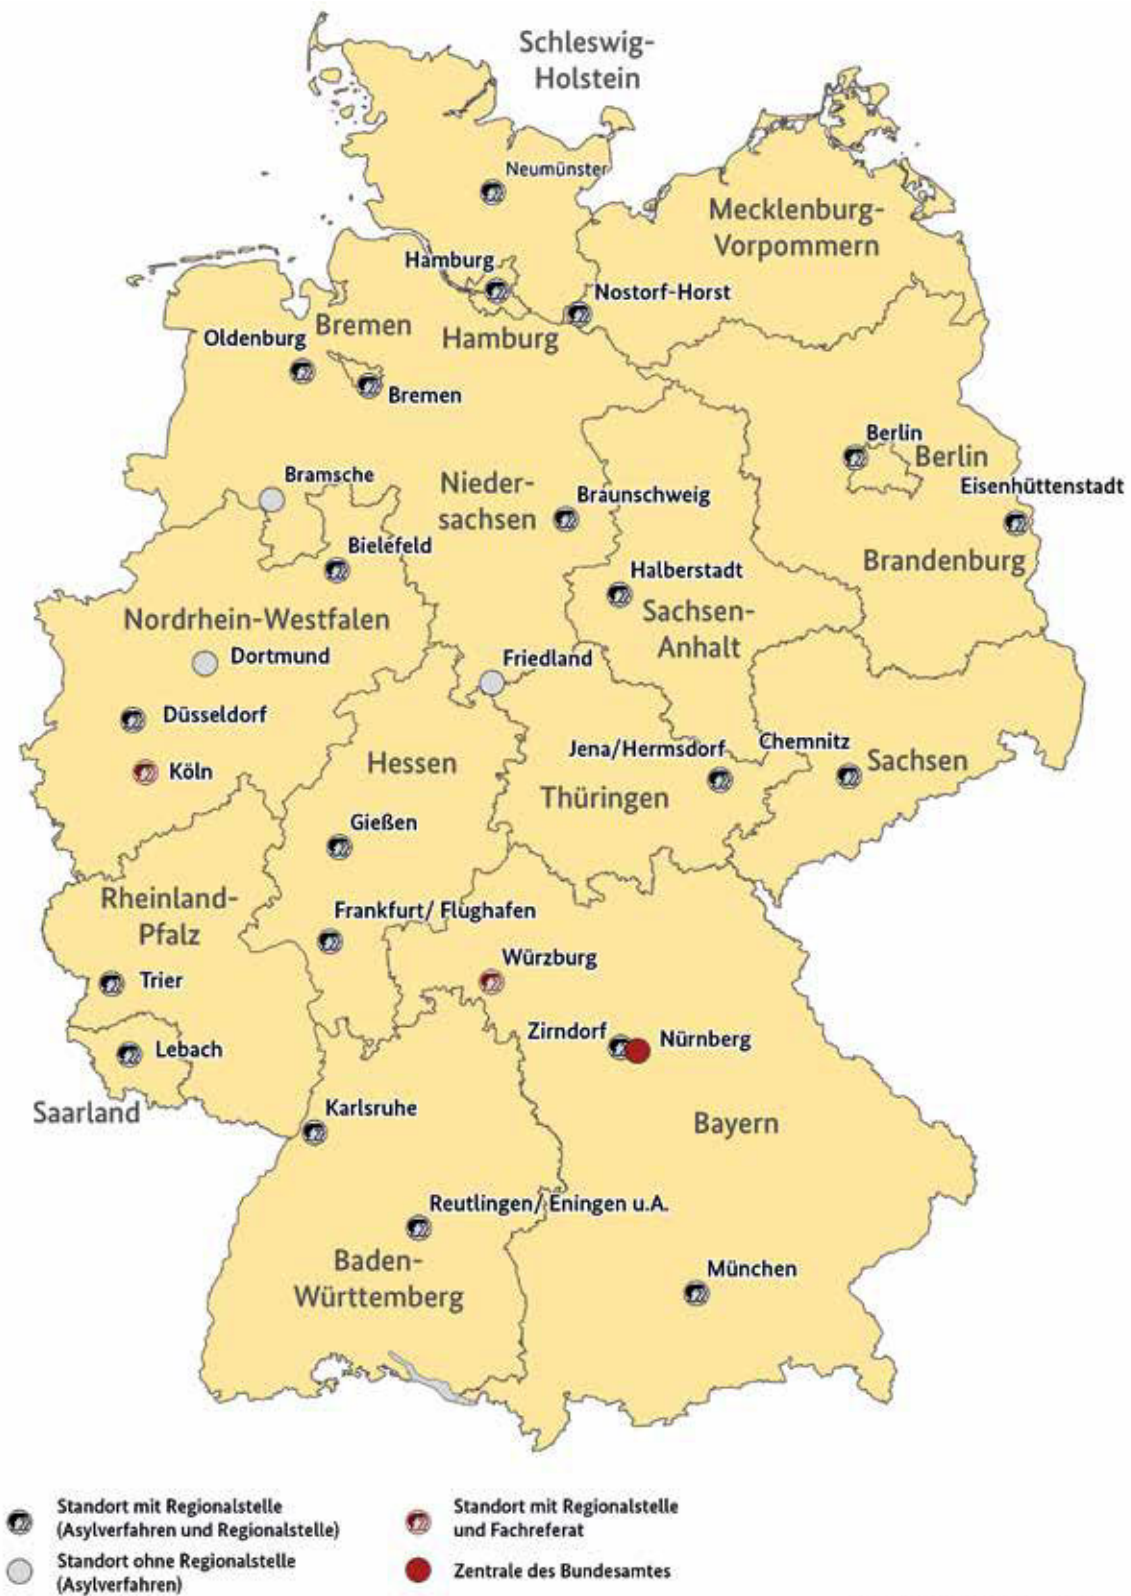 Schleswig-
Holstein
Neumünster
Mecklenburg-
Vorpommern
Hamburg
Nostorf-Horst
Bremen
Hamburg
Oldenburg
Bremen
Berlin
Berlin
Bramsche
Nieder-
sachsen
Braunschweig
Eisenhüttenstadt
Bielefeld
Brandenburg
Halberstadt
Sachsen-
Anhalt
Nordrhein-Westfalen
Dortmund
Friedland
Düsseldorf
Hessen
Jena/Hermsdorf
Chemnitz
Sachsen
Köln
Thüringen
Gießen
Rheinland-
Pfalz
Frankfurt/ Flughafen
Würzburg
Trier
Zirndorf
Nürnberg
Lebach
Saarland
Karlsruhe
Bayern
Reutlingen/ Eningen u.A.
Baden-
Württemberg
München
Standort mit Regionalstelle
(Asylverfahren und Regionalstelle)
Standort ohne Regionalstelle
(Asylverfahren)
Standort mit Regionalstelle
und Fachreferat
Zentrale des Bundesamtes